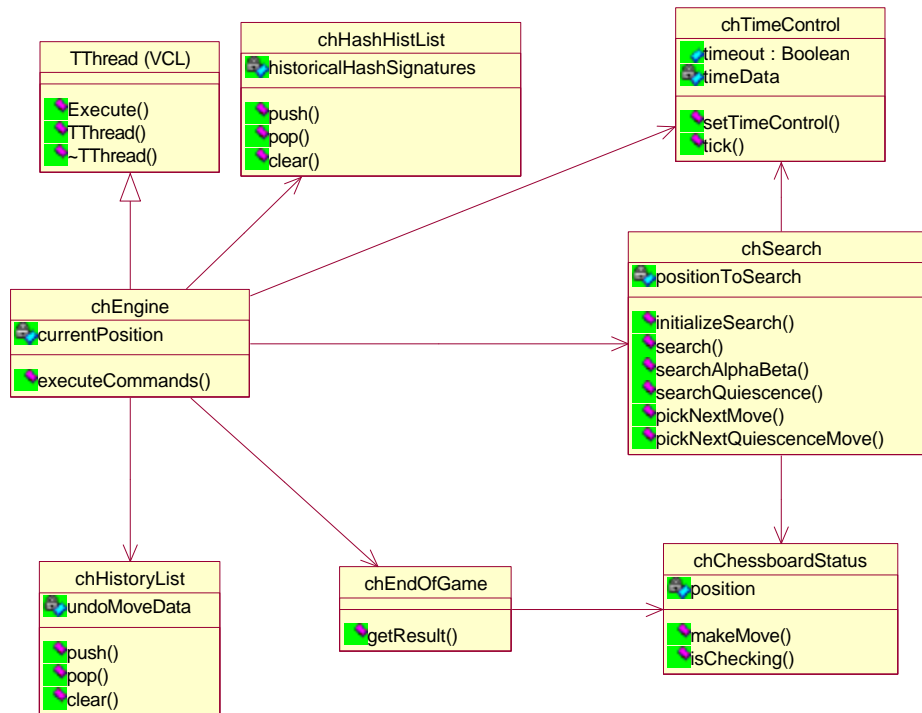 TThread (VCL)
Execute()
TThread()
~TThread()
chHashHistList
historicalHashSignatures
push()
pop()
clear()
chTimeControl
timeout : Boolean
timeData
setTimeControl()
tick()
chEngine
currentPosition
executeCommands()
chSearch
positionToSearch
initializeSearch()
search()
searchAlphaBeta()
searchQuiescence()
pickNextMove()
pickNextQuiescenceMove()
chHistoryList
undoMoveData
push()
pop()
clear()
chEndOfGame
getResult()
chChessboardStatus
position
makeMove()
isChecking()